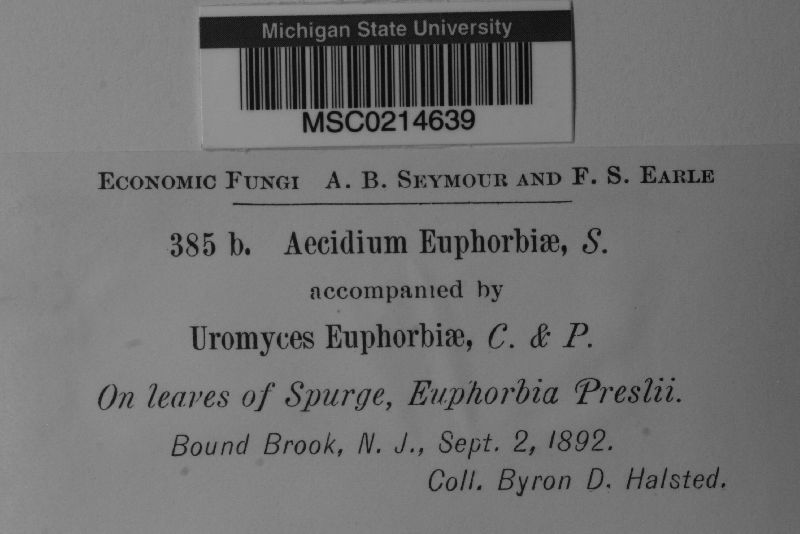 Michigan State University
MSC0214639
Economic Fungi A. B. Seymour and F. S. Earle
385 b. Aecidium Euphorbiæ, S.
accompanied by
Uromyces Euphorbiæ, C. & P.
On leaves of Spurge, Euphorbia Preslii.
Bound Brook, N. J., Sept. 2, 1892.
Coll. Byron D. Halsted.